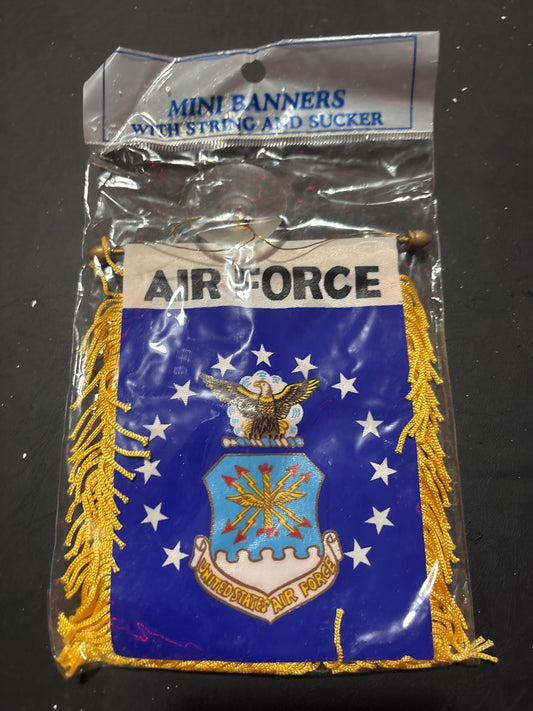 MINI BANNERS
WITH STRING AND SUCKER
AIR FORCE
UNITED STATES AIR FORCE